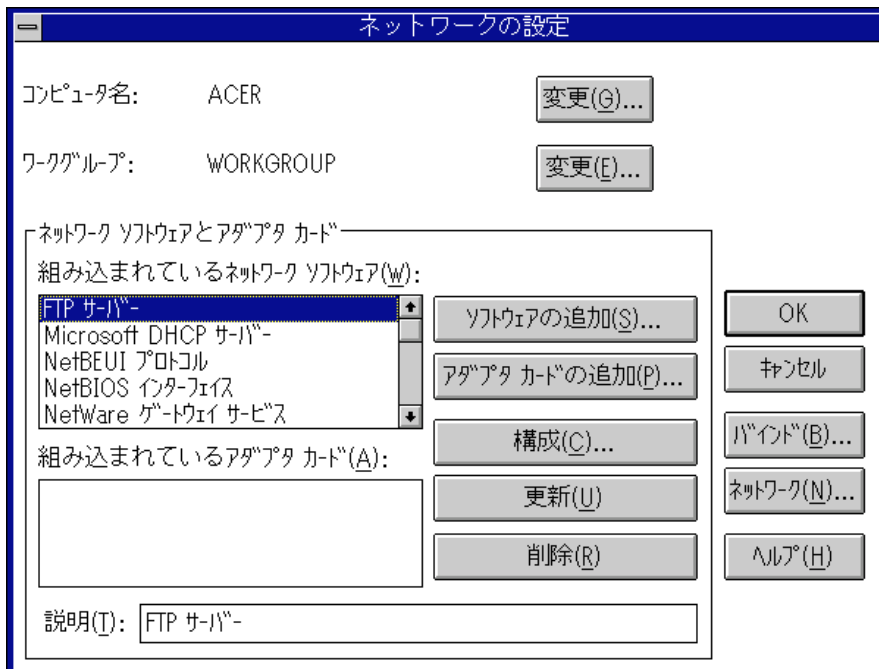 ネットワークの設定
ｺﾝﾋﾟｭｰﾀ名: ACER 変更(G)...
ﾜｰｸｸﾞﾙｰﾌﾟ: WORKGROUP 変更(E)...
ﾈｯﾄﾜｰｸ ｿﾌﾄｳｪｱとｱﾀﾞﾌﾟﾀ ｶｰﾄﾞ
組み込まれているﾈｯﾄﾜｰｸ ｿﾌﾄｳｪｱ(W):
FTP ｻｰﾊﾞｰ
Microsoft DHCP ｻｰﾊﾞｰ
NetBEUI ﾌﾟﾛﾄｺﾙ
NetBIOS ｲﾝﾀｰﾌｪｲｽ
NetWare ｹﾞｰﾄｳｪｲ ｻｰﾋﾞｽ
組み込まれているｱﾀﾞﾌﾟﾀ ｶｰﾄﾞ(A):
ｿﾌﾄｳｪｱの追加(S)...
ｱﾀﾞﾌﾟﾀ ｶｰﾄﾞの追加(P)...
構成(C)...
更新(U)
削除(R)
説明(T): FTP ｻｰﾊﾞｰ
OK
ｷｬﾝｾﾙ
ﾊﾞｲﾝﾄﾞ(B)...
ﾈｯﾄﾜｰｸ(N)...
ﾍﾙﾌﾟ(H)